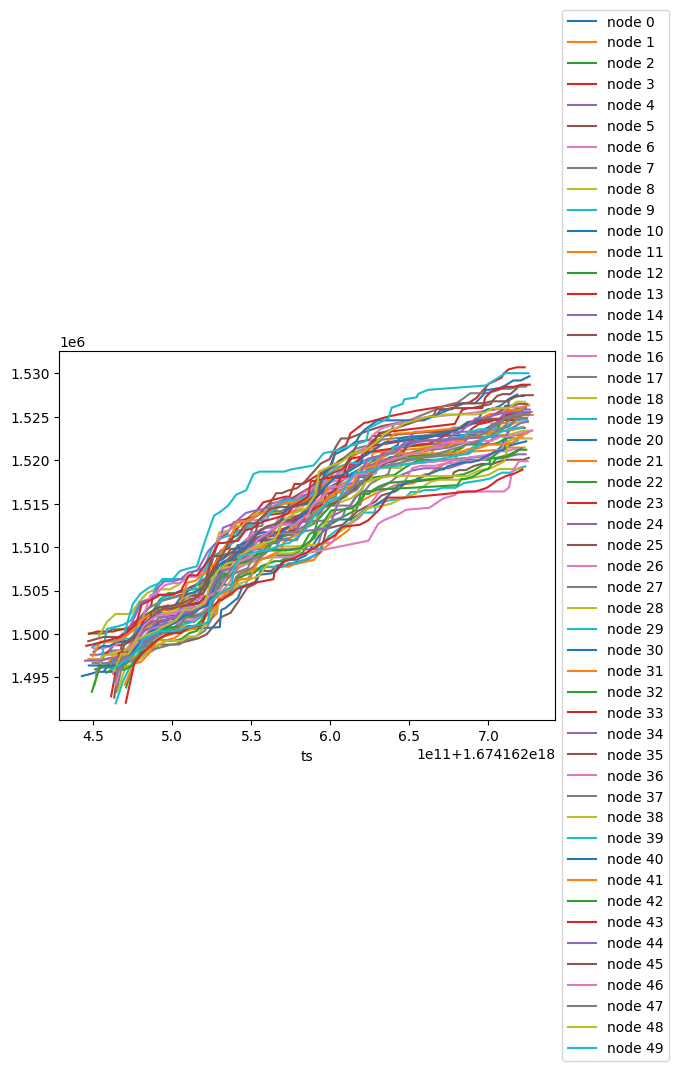 1e6
1.530
1.525
1.520
1.515
1.510
1.505
1.500
1.495
4.5 5.0 5.5 6.0 6.5 7.0
ts
1e11+1.674162e18
node 0
node 1
node 2
node 3
node 4
node 5
node 6
node 7
node 8
node 9
node 10
node 11
node 12
node 13
node 14
node 15
node 16
node 17
node 18
node 19
node 20
node 21
node 22
node 23
node 24
node 25
node 26
node 27
node 28
node 29
node 30
node 31
node 32
node 33
node 34
node 35
node 36
node 37
node 38
node 39
node 40
node 41
node 42
node 43
node 44
node 45
node 46
node 47
node 48
node 49